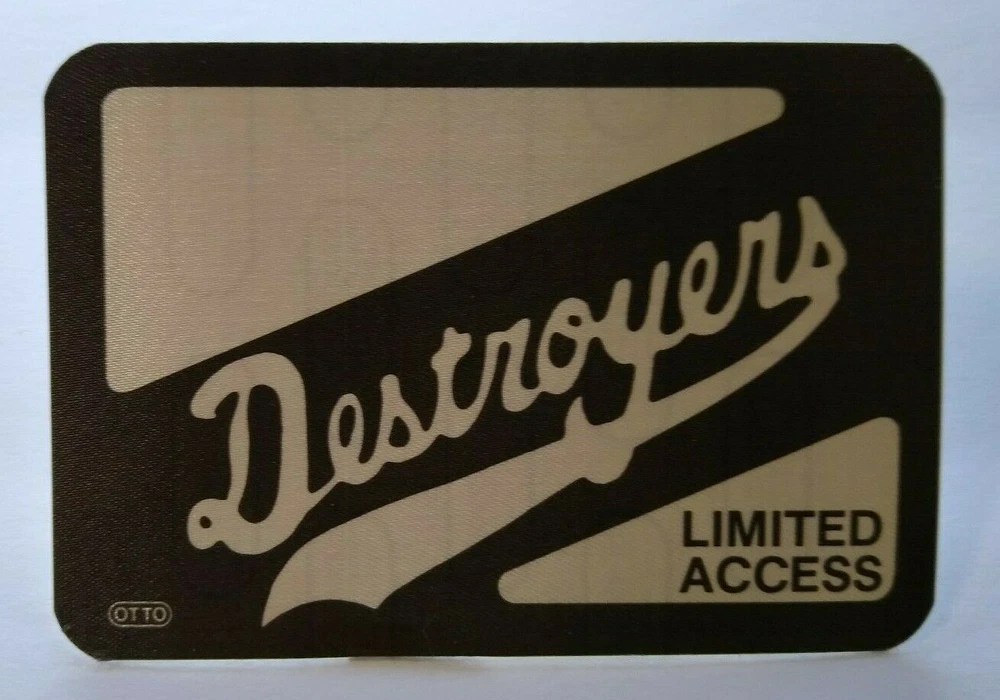 Destroyers
LIMITED
ACCESS
OTTO